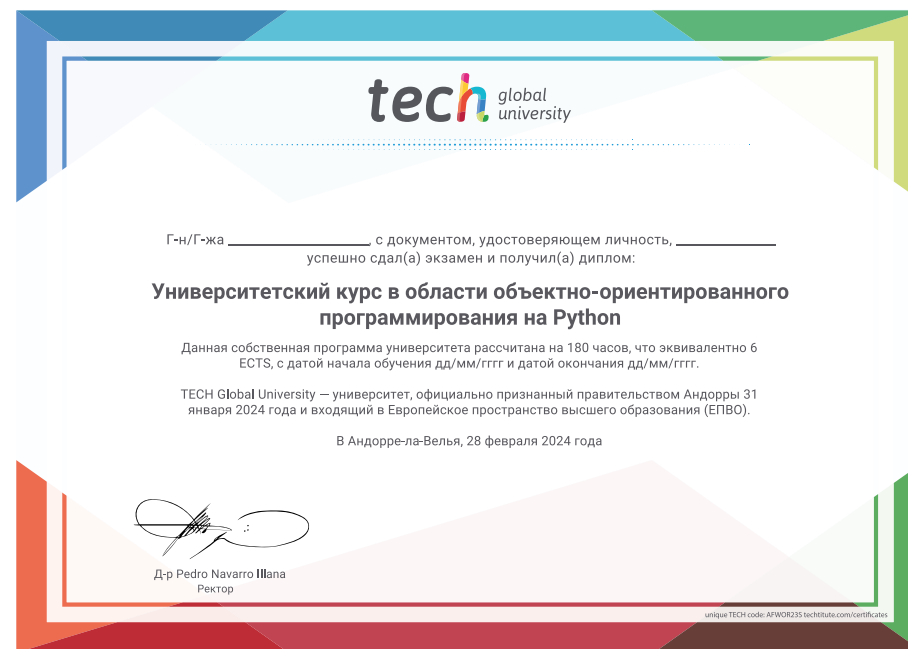 tech global university
Г-н/Г-жа ____________, с документом, удостоверяющем личность, ____________
успешно сдал(а) экзамен и получил(а) диплом:
Университетский курс в области объектно-ориентированного
программирования на Python
Данная собственная программа университета рассчитана на 180 часов, что эквивалентно 6
ECTS, с датой начала обучения дд/мм/гггг и датой окончания дд/мм/гггг.
TECH Global University — университет, официально признанный правительством Андорры 31
января 2024 года и входящий в Европейское пространство высшего образования (ЕПВО).
В Андорре-ла-Велья, 28 февраля 2024 года
Д-р Pedro Navarro Illana
Ректор
unique TECH code: AFWOR235 techtitute.com/certificates